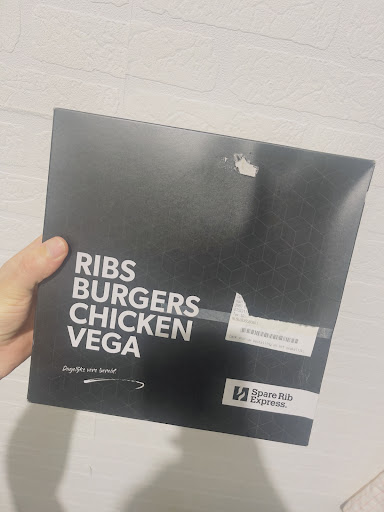 RIBS
BURGERS
CHICKEN
VEGA
Dagelijks vers bereid
Spare Rib
Express.